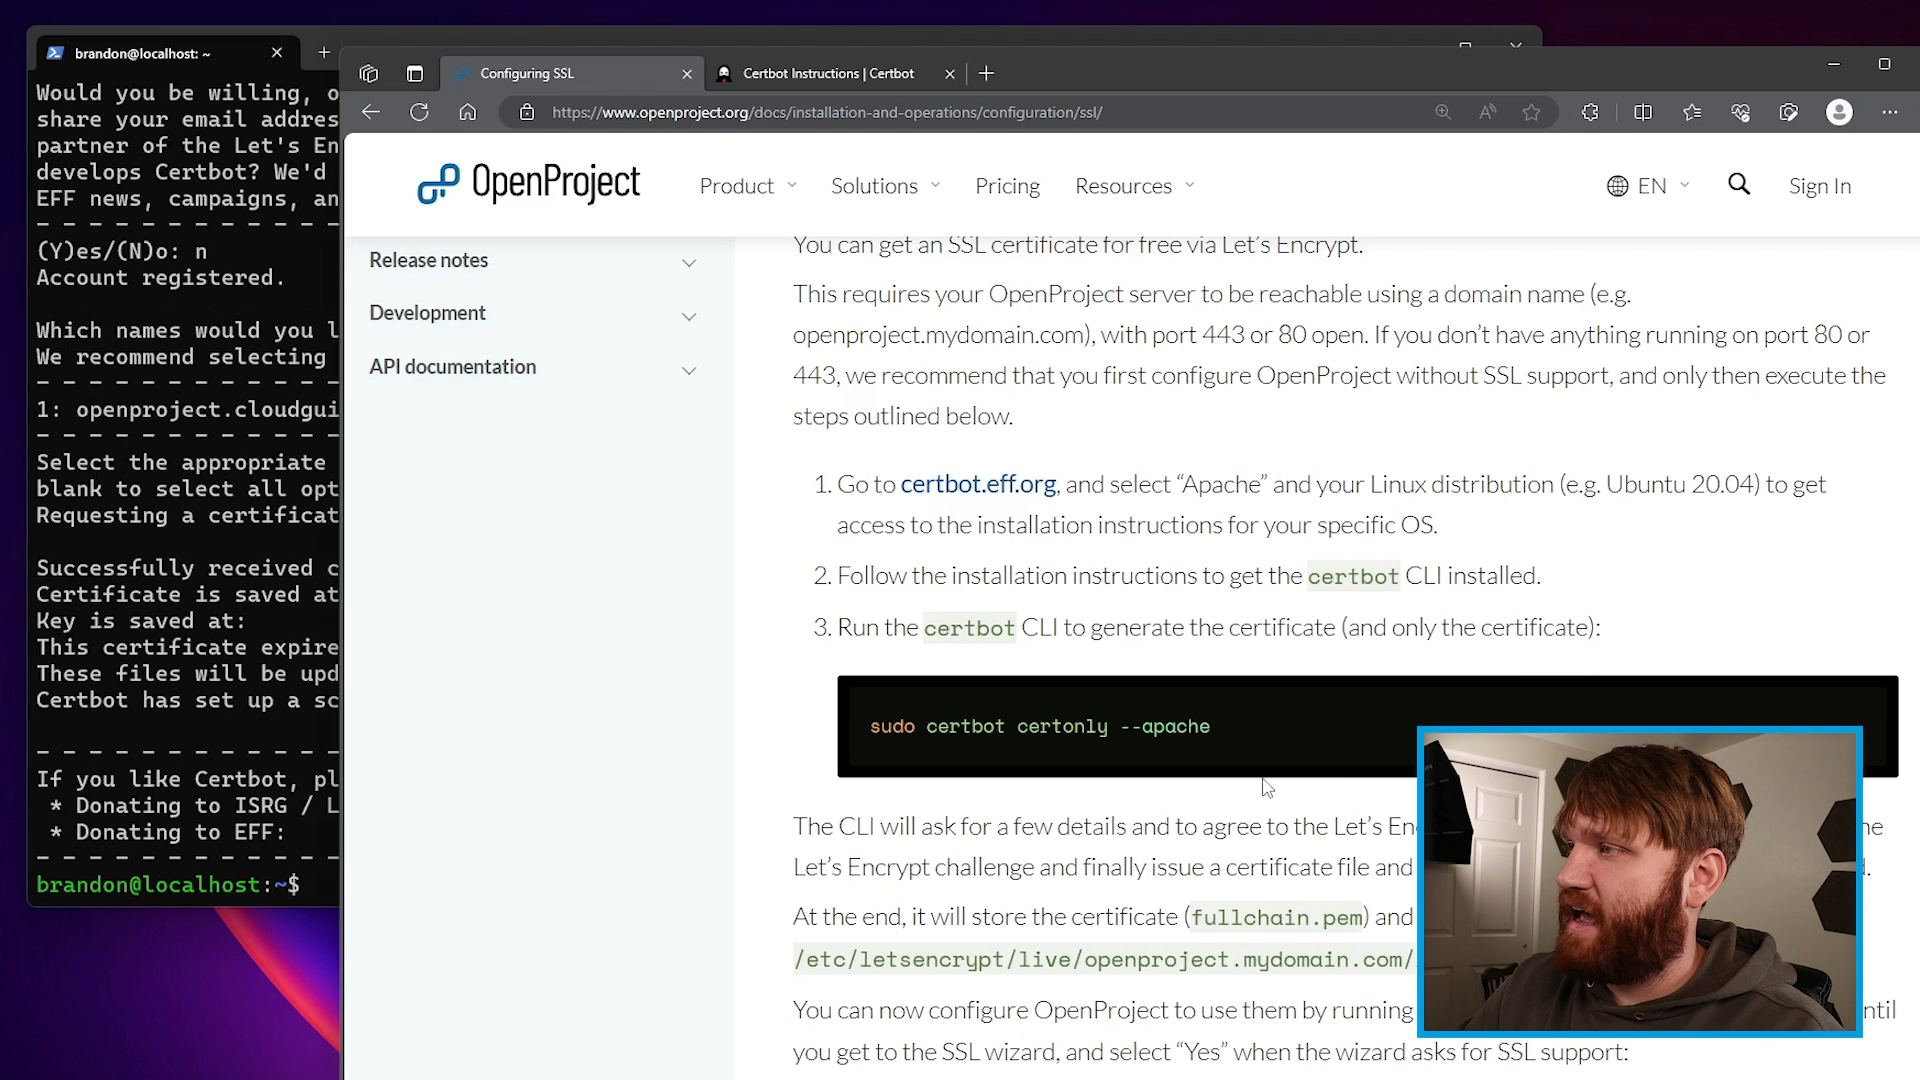 brandon@localhost: ~
Would you be willing, o
share your email addres
partner of the Let's En
develops Certbot? We'd
EFF news, campaigns, an
(Y)es/(N)o: n
Account registered.
Which names would you l
We recommend selecting
1: openproject.cloudgui
Select the appropriate
blank to select all opt
Requesting a certificat
Successfully received c
Certificate is saved at
Key is saved at:
This certificate expire
These files will be upd
Certbot has set up a sc
If you like Certbot, pl
* Donating to ISRG / L
* Donating to EFF:
brandon@localhost:~$
Configuring SSL
Certbot Instructions | Certbot
https://www.openproject.org/docs/installation-and-operations/configuration/ssl/
OpenProject
Product
Solutions
Pricing
Resources
EN
Sign In
Release notes
Development
API documentation
You can get an SSL certificate for free via Let’s Encrypt.
This requires your OpenProject server to be reachable using a domain name (e.g.
openproject.mydomain.com), with port 443 or 80 open. If you don’t have anything running on port 80 or
443, we recommend that you first configure OpenProject without SSL support, and only then execute the
steps outlined below.
1. Go to certbot.eff.org, and select “Apache” and your Linux distribution (e.g. Ubuntu 20.04) to get
access to the installation instructions for your specific OS.
2. Follow the installation instructions to get the certbot CLI installed.
3. Run the certbot CLI to generate the certificate (and only the certificate):
sudo certbot certonly --apache
The CLI will ask for a few details and to agree to the Let’s En
Let’s Encrypt challenge and finally issue a certificate file and
At the end, it will store the certificate (fullchain.pem) and
/etc/letsencrypt/live/openproject.mydomain.com/
You can now configure OpenProject to use them by running
you get to the SSL wizard, and select “Yes” when the wizard asks for SSL support: